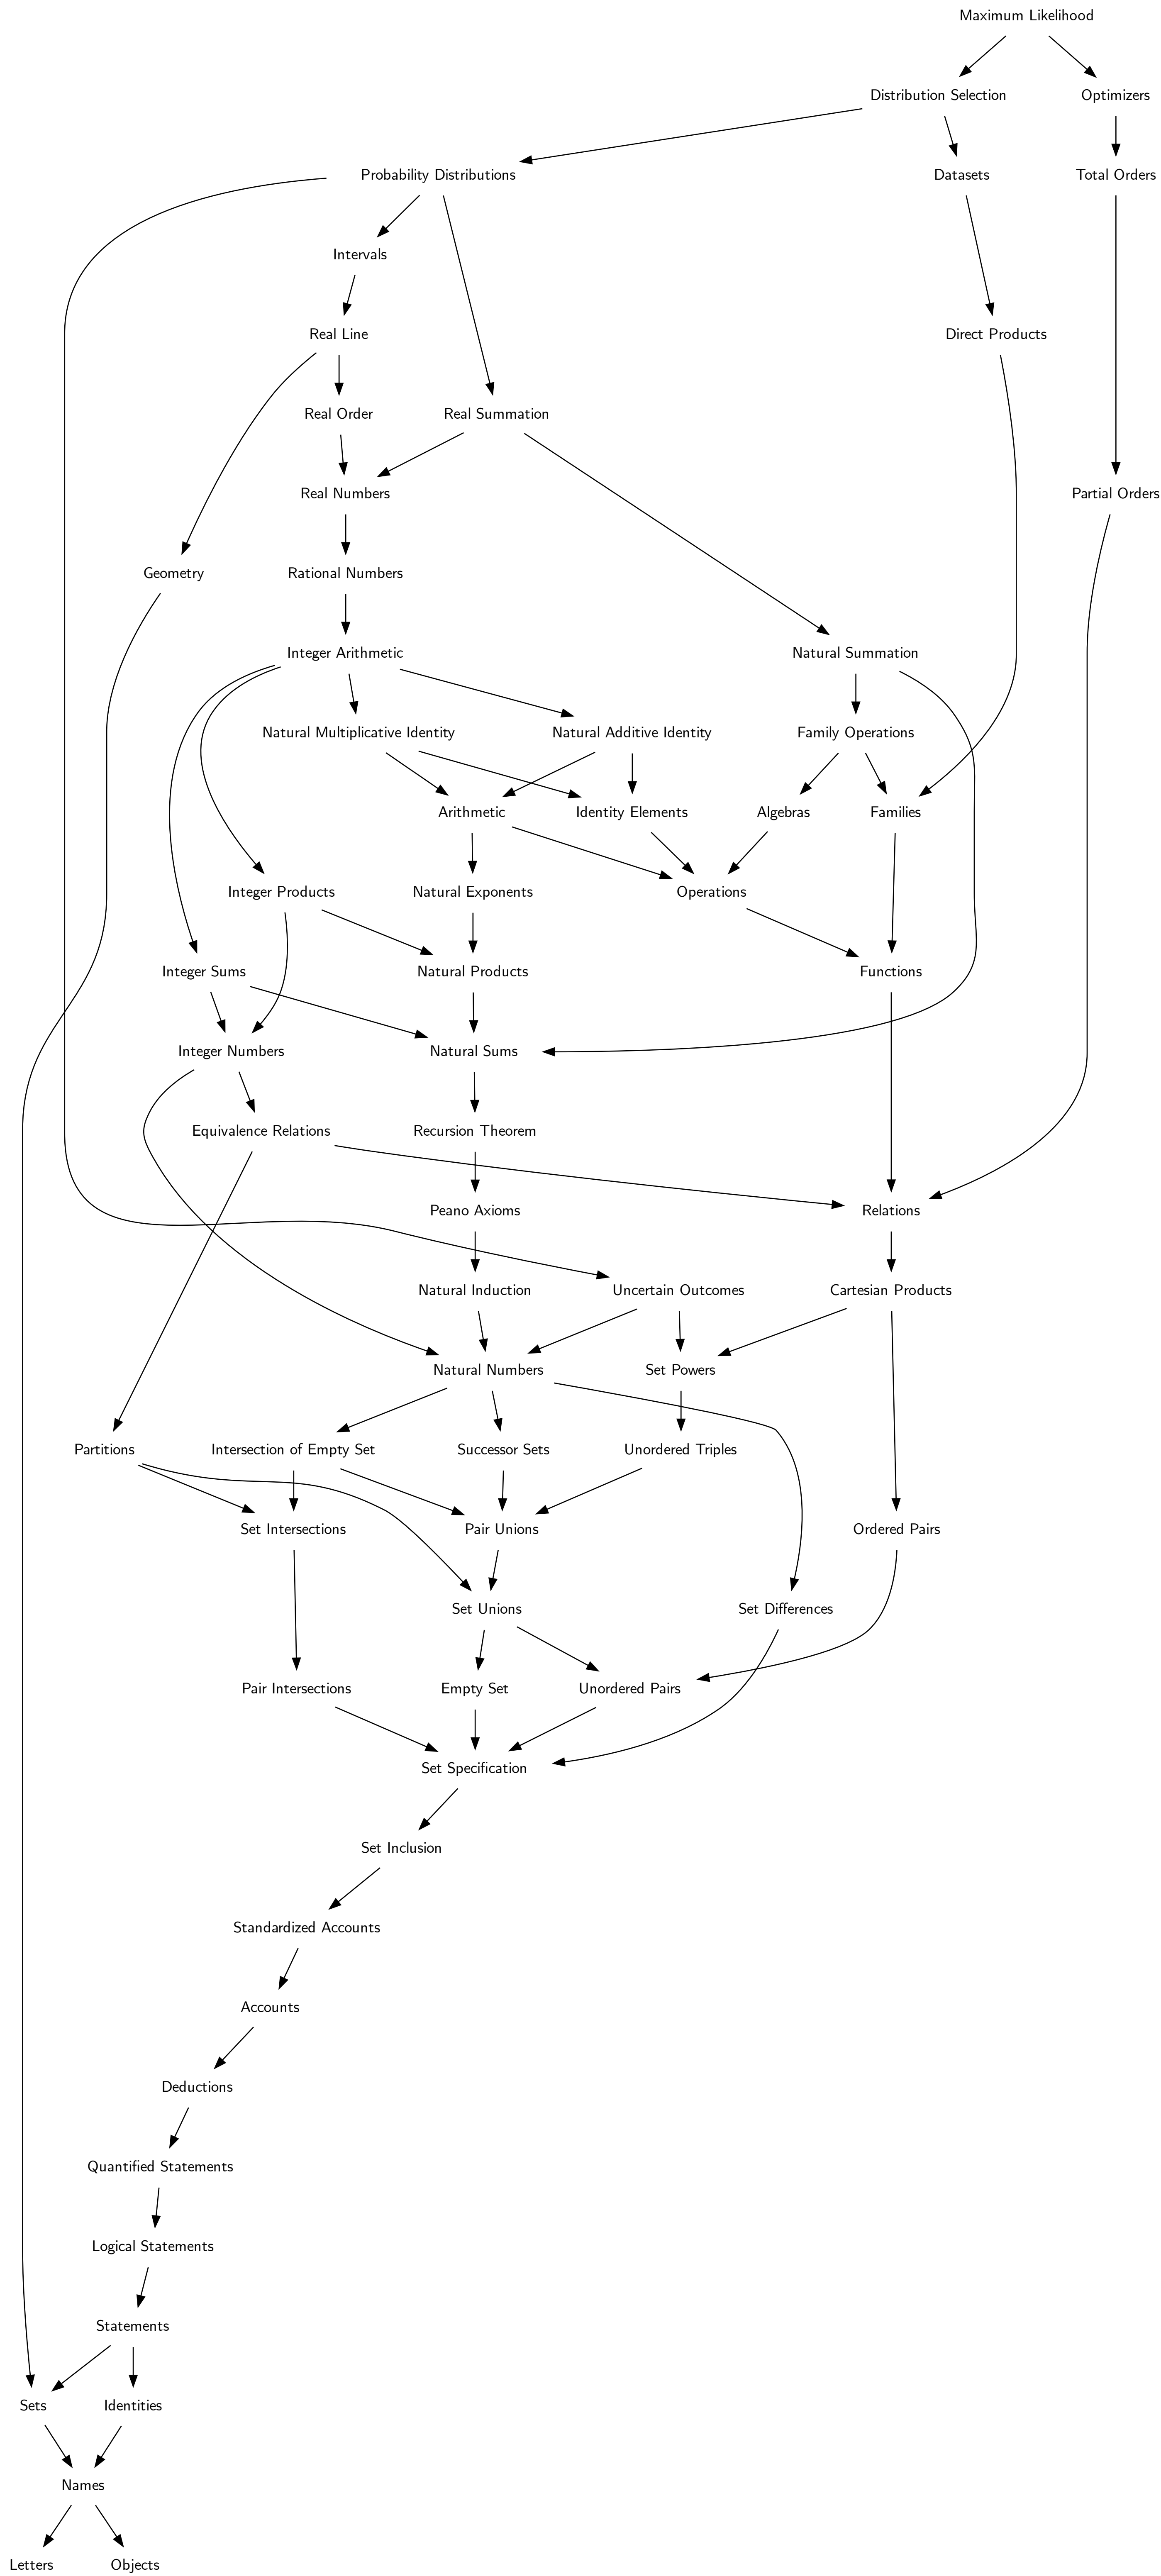 Maximum Likelihood
Distribution Selection
Optimizers
Probability Distributions
Datasets
Total Orders
Intervals
Real Line
Direct Products
Real Order
Real Summation
Real Numbers
Partial Orders
Geometry
Rational Numbers
Integer Arithmetic
Natural Summation
Natural Multiplicative Identity
Natural Additive Identity
Family Operations
Arithmetic
Identity Elements
Algebras
Families
Integer Products
Natural Exponents
Operations
Integer Sums
Natural Products
Functions
Integer Numbers
Natural Sums
Equivalence Relations
Recursion Theorem
Peano Axioms
Relations
Natural Induction
Uncertain Outcomes
Cartesian Products
Natural Numbers
Set Powers
Partitions
Intersection of Empty Set
Successor Sets
Unordered Triples
Set Intersections
Pair Unions
Ordered Pairs
Set Unions
Set Differences
Pair Intersections
Empty Set
Unordered Pairs
Set Specification
Set Inclusion
Standardized Accounts
Accounts
Deductions
Quantified Statements
Logical Statements
Statements
Sets
Identities
Names
Letters
Objects